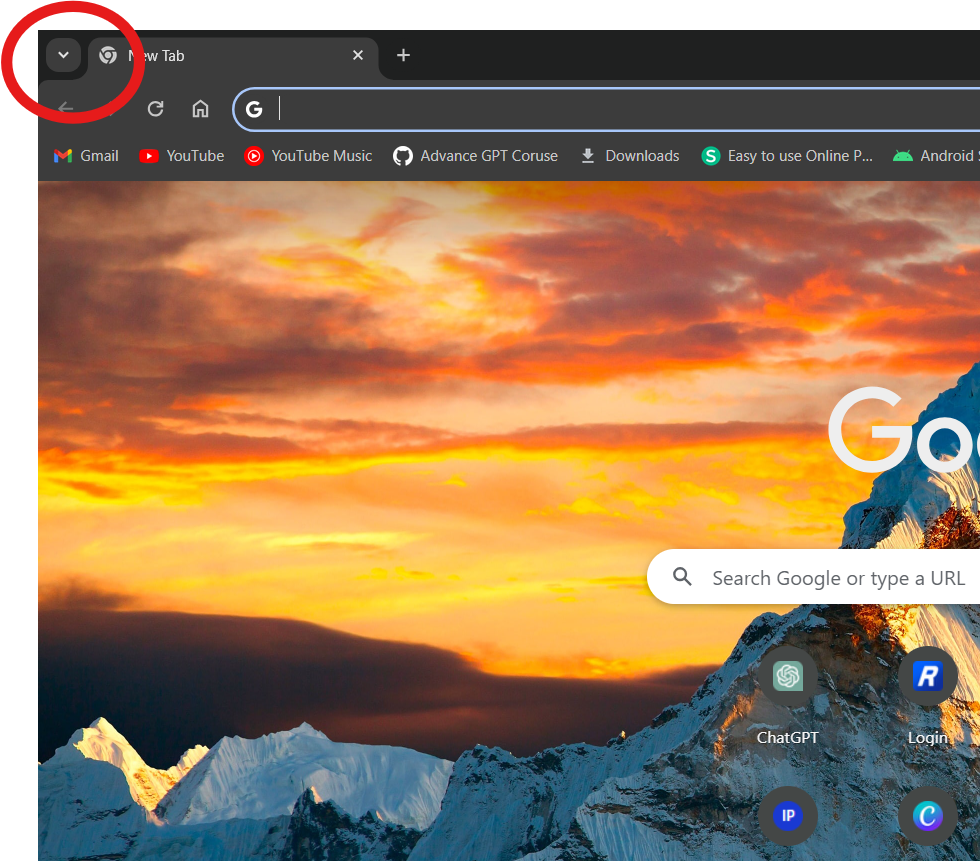 New Tab
G
Gmail YouTube YouTube Music Advance GPT Coruse Downloads S Easy to use Online P... Android
Goo
Search Google or type a URL
R
ChatGPT Login
IP C